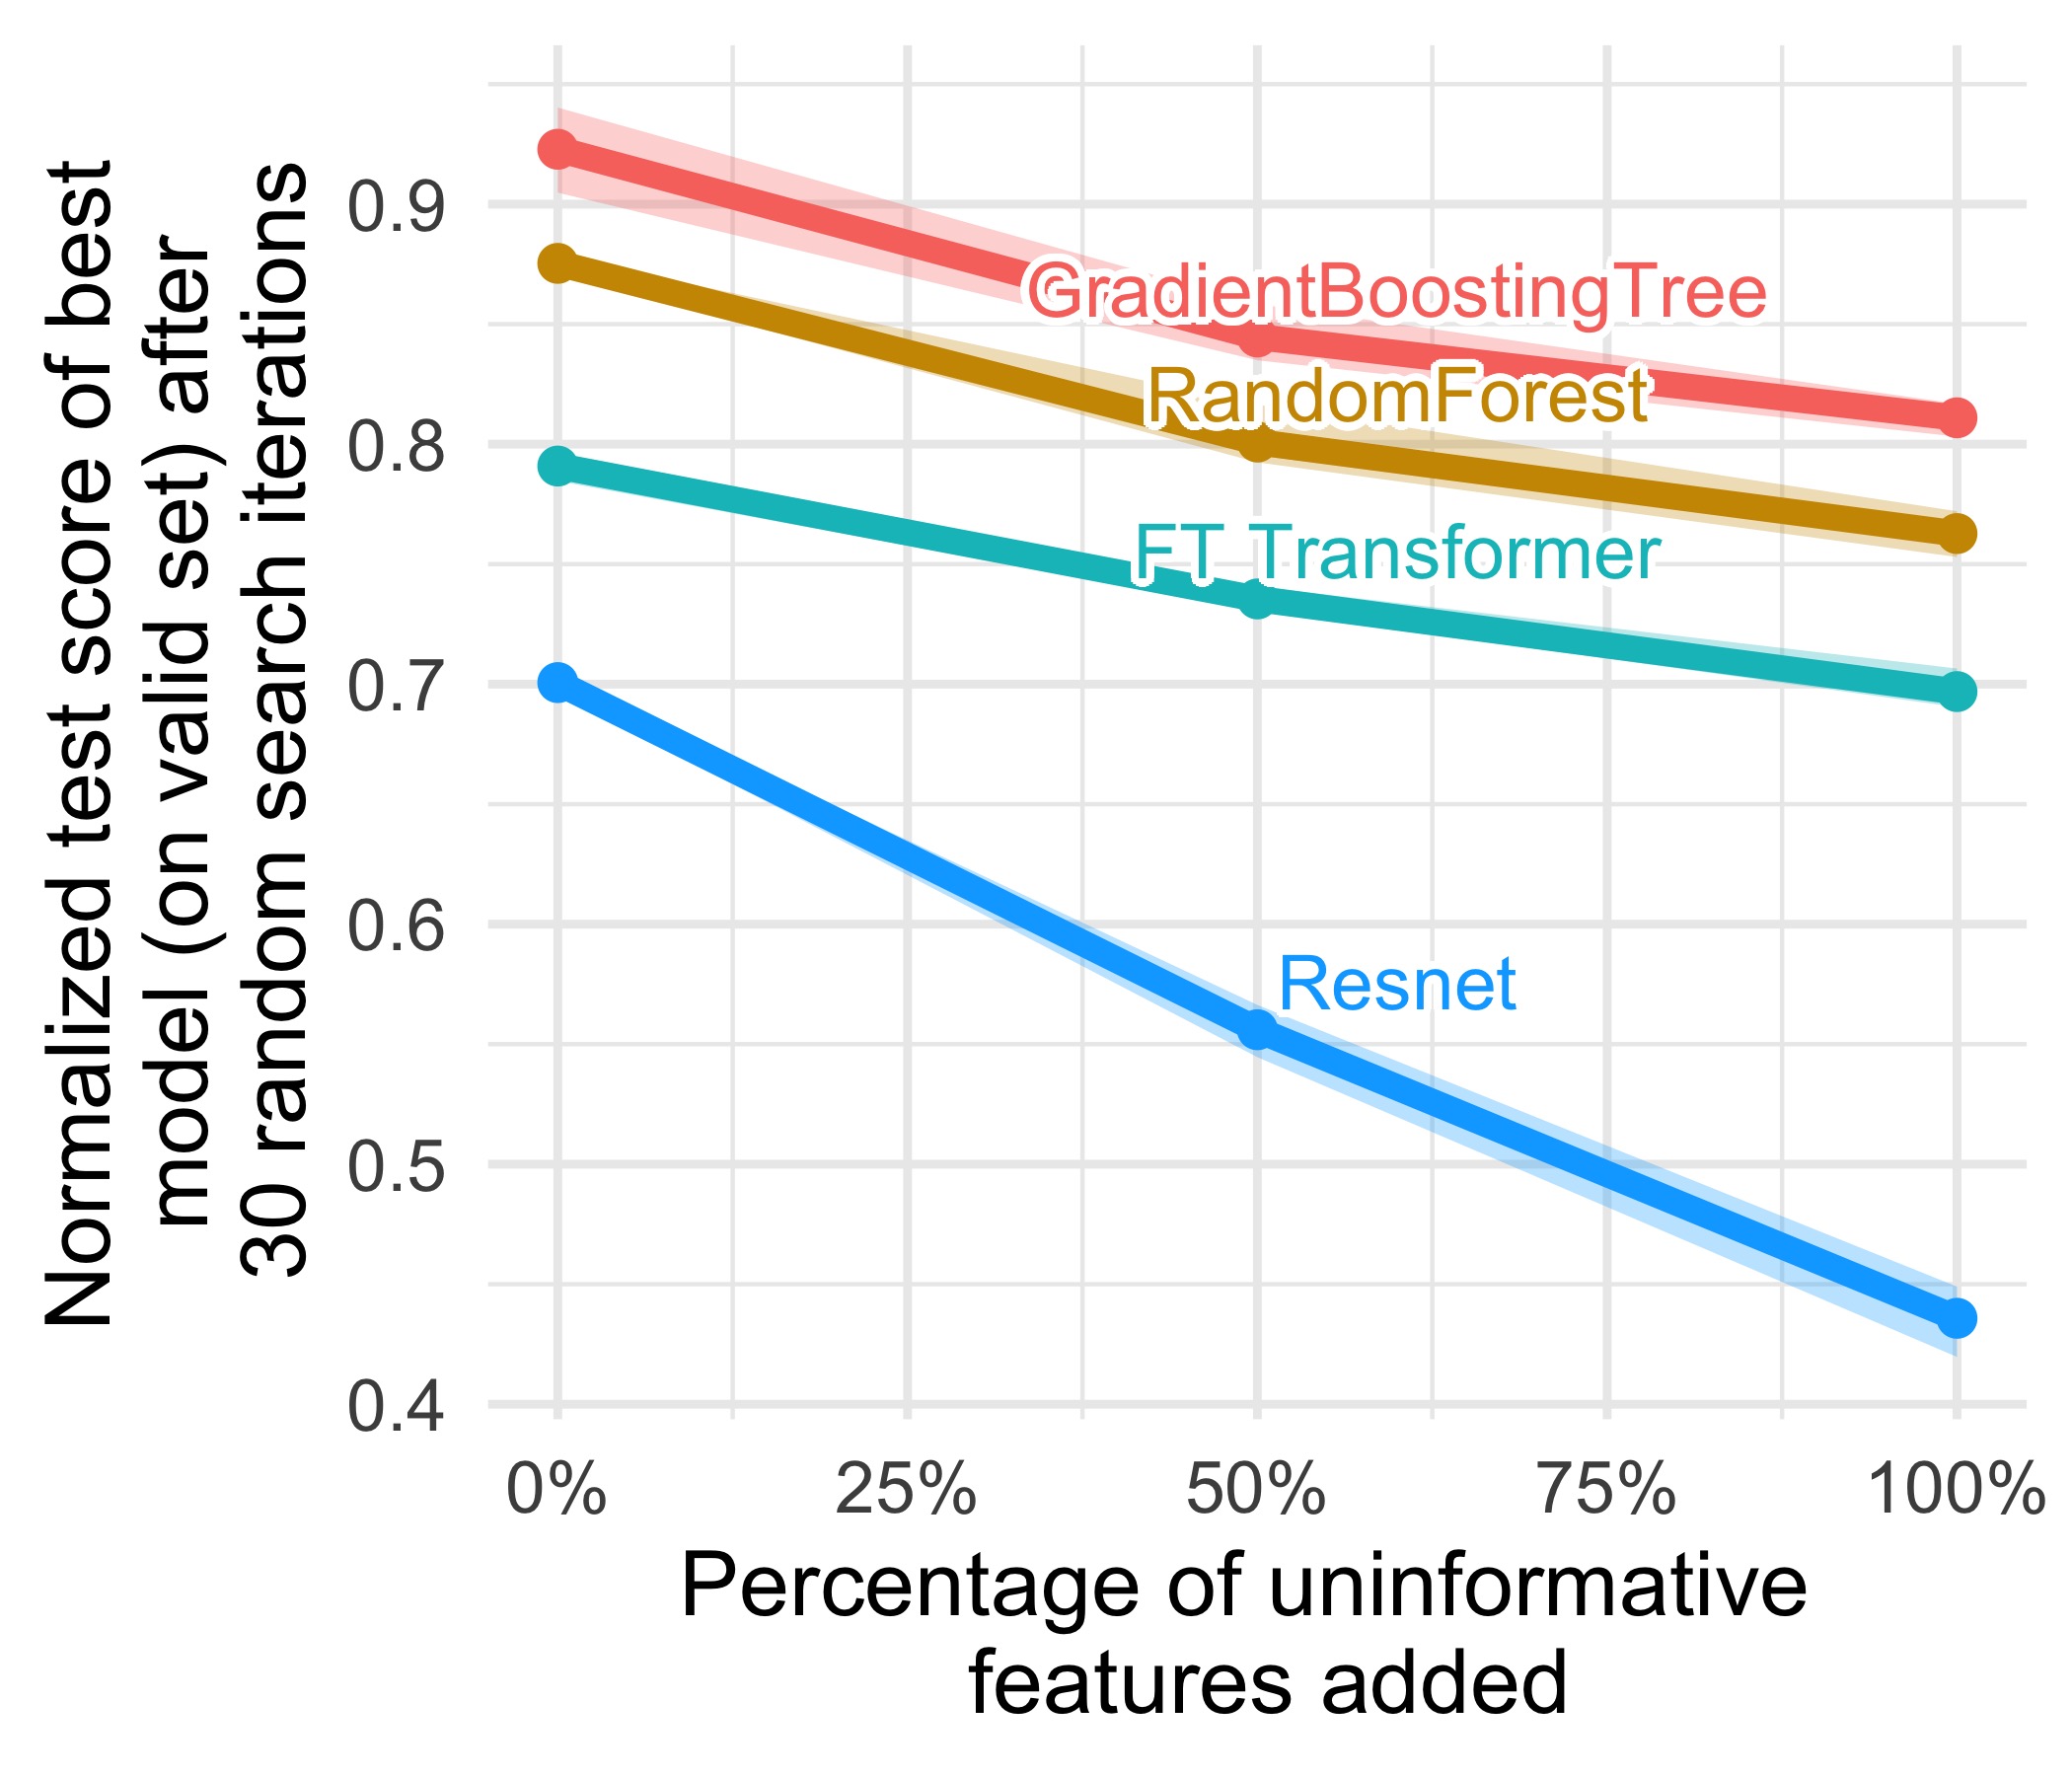 Normalized test score of best
model (on valid set) after
30 random search iterations
0.9
0.8
0.7
0.6
0.5
0.4
GradientBoostingTree
RandomForest
FT Transformer
Resnet
0% 25% 50% 75% 100%
Percentage of uninformative
features added